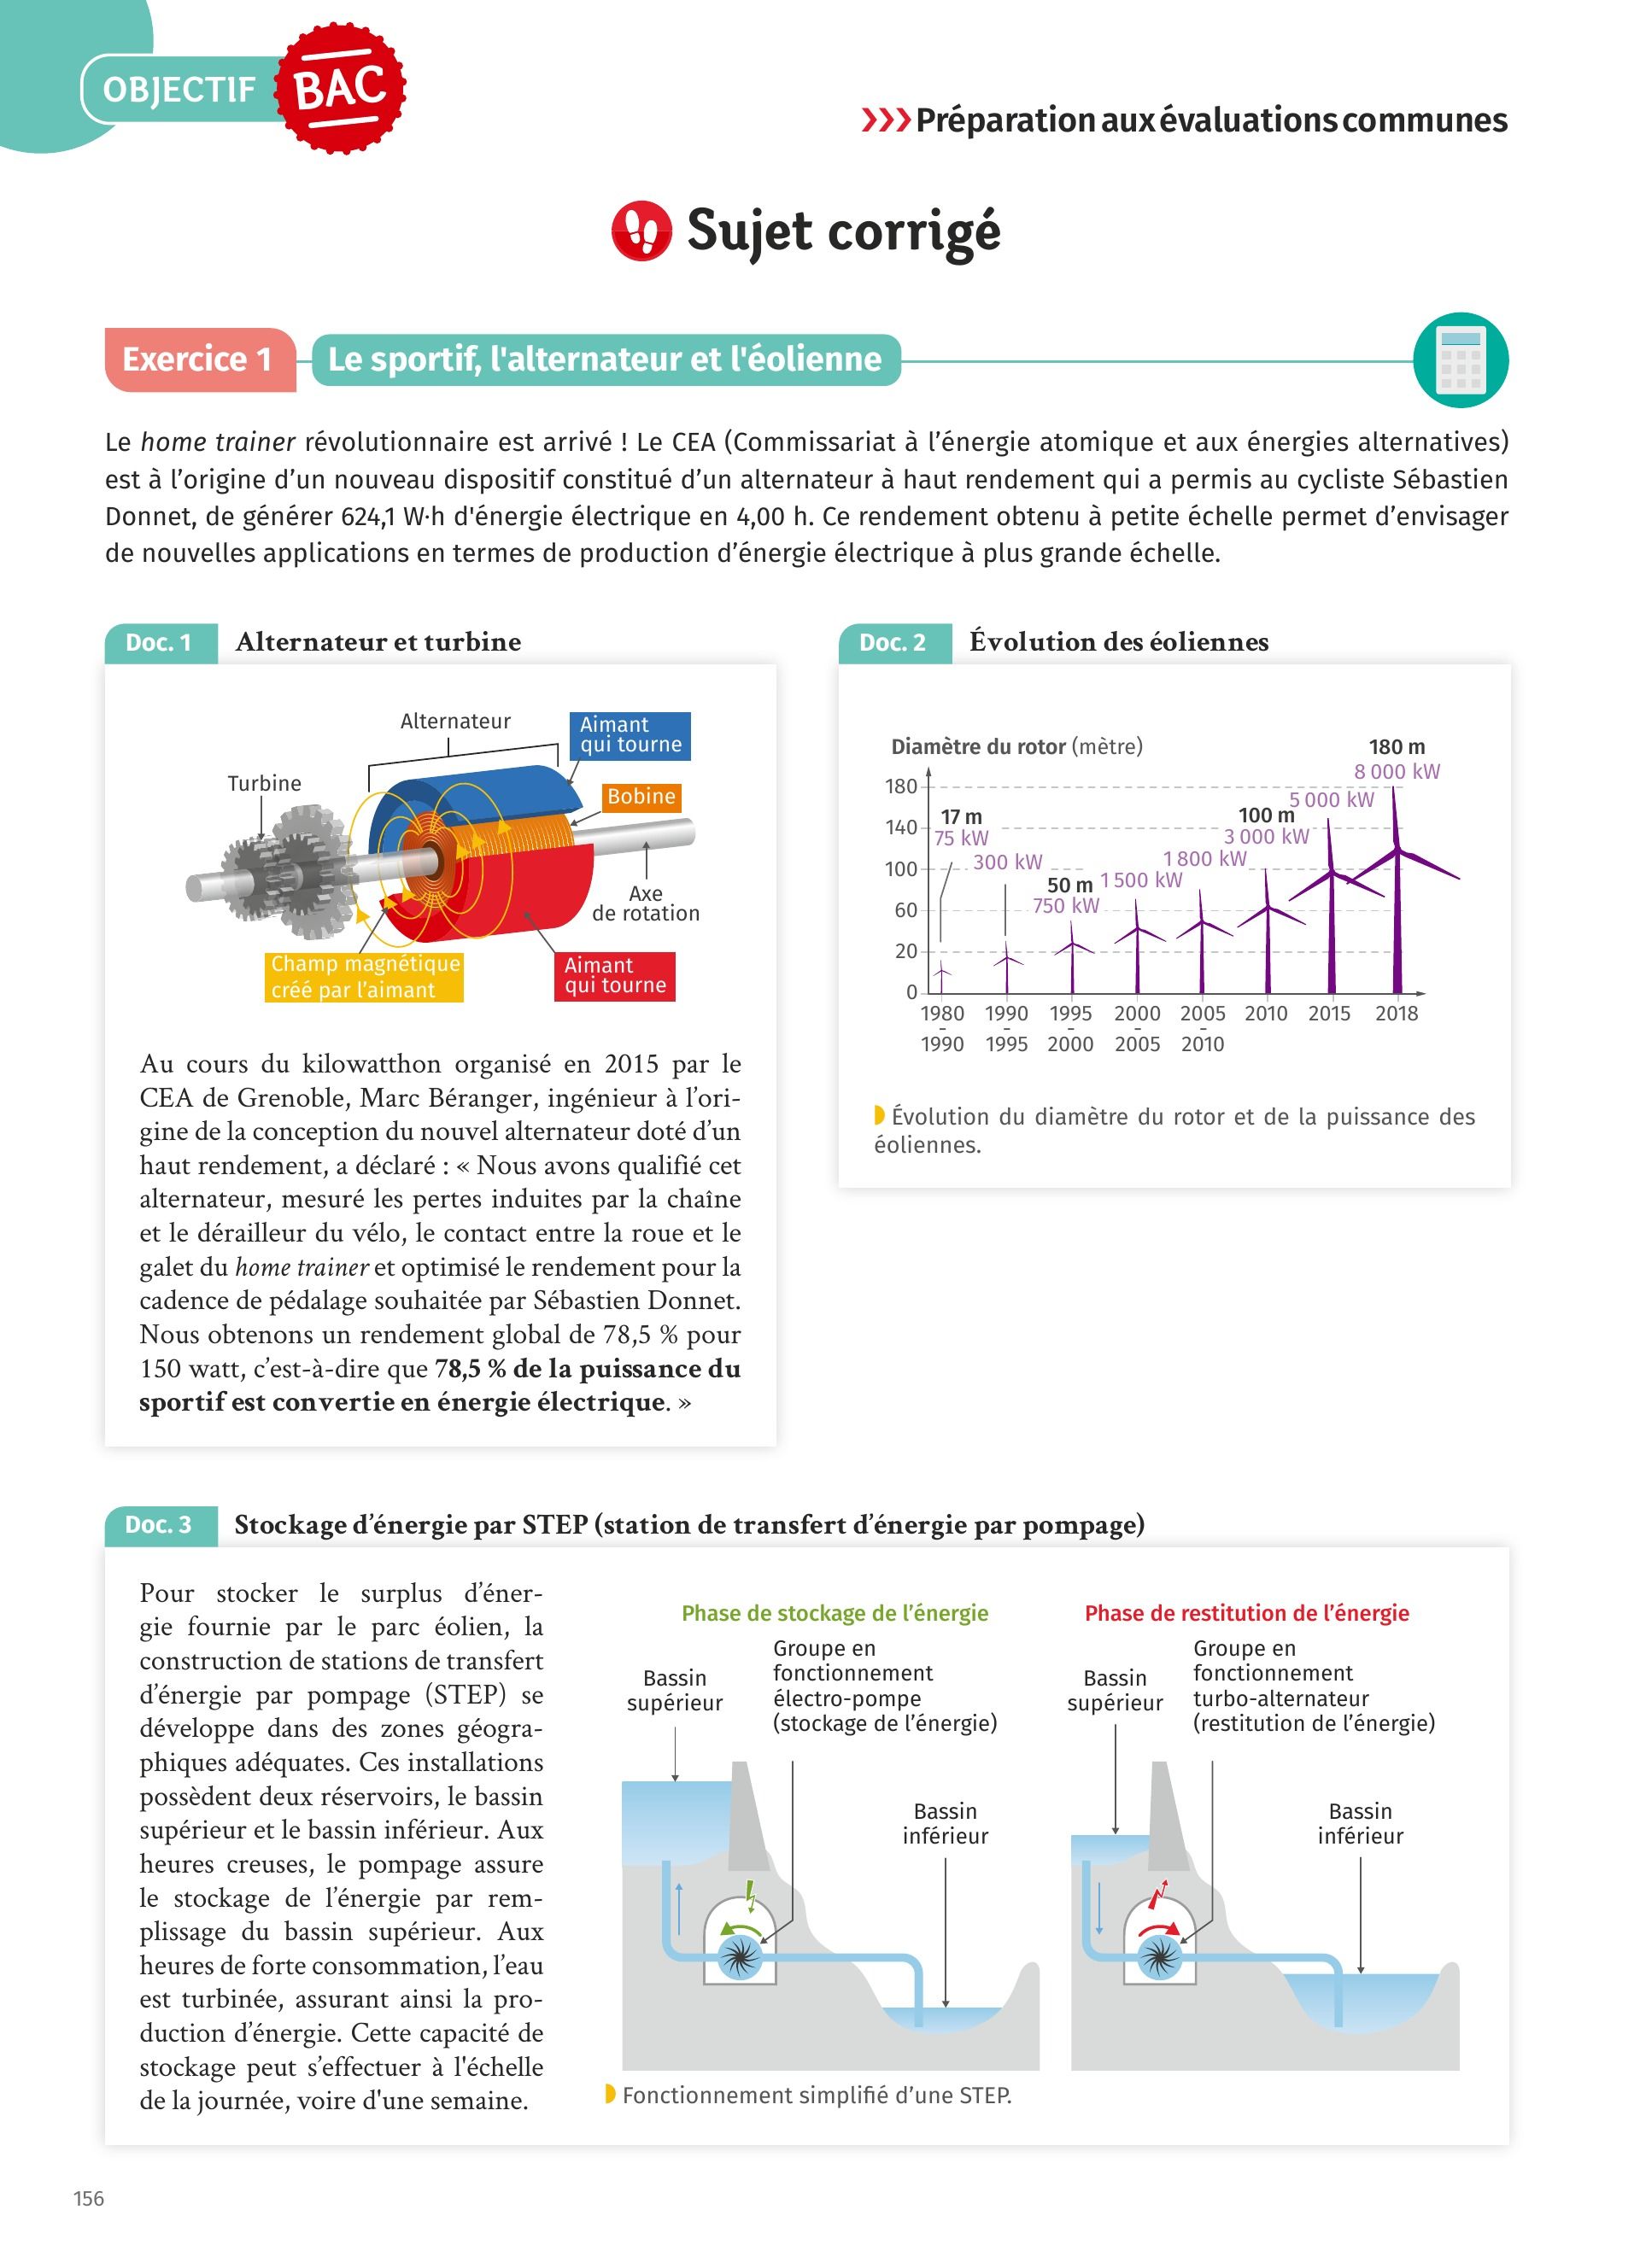 OBJECTIF
BAC
Préparation aux évaluations communes
Sujet corrigé
Exercice 1
Le sportif, l'alternateur et l'éolienne
Le home trainer révolutionnaire est arrivé ! Le CEA (Commissariat à l’énergie atomique et aux énergies alternatives)
est à l’origine d’un nouveau dispositif constitué d’un alternateur à haut rendement qui a permis au cycliste Sébastien
Donnet, de générer 624,1 W·h d'énergie électrique en 4,00 h. Ce rendement obtenu à petite échelle permet d’envisager
de nouvelles applications en termes de production d’énergie électrique à plus grande échelle.
Doc. 1
Alternateur et turbine
Alternateur
Aimant
qui tourne
Turbine
Bobine
Axe
de rotation
Champ magnétique
créé par l’aimant
Aimant
qui tourne
Au cours du kilowatthon organisé en 2015 par le
CEA de Grenoble, Marc Béranger, ingénieur à l’ori-
gine de la conception du nouvel alternateur doté d’un
haut rendement, a déclaré : « Nous avons qualifié cet
alternateur, mesuré les pertes induites par la chaîne
et le dérailleur du vélo, le contact entre la roue et le
galet du home trainer et optimisé le rendement pour la
cadence de pédalage souhaitée par Sébastien Donnet.
Nous obtenons un rendement global de 78,5 % pour
150 watt, c’est-à-dire que 78,5 % de la puissance du
sportif est convertie en énergie électrique. »
Doc. 2
Évolution des éoliennes
Diamètre du rotor (mètre)
180 m
8 000 kW
180
5 000 kW
17 m
100 m
140
75 kW
3 000 kW
300 kW
1 800 kW
100
50 m
1 500 kW
750 kW
60
20
0
1980 1990 1995 2000 2005 2010 2015 2018
– – – – –
1990 1995 2000 2005 2010
Évolution du diamètre du rotor et de la puissance des
éoliennes.
Doc. 3
Stockage d’énergie par STEP (station de transfert d’énergie par pompage)
Pour stocker le surplus d’éner-
gie fournie par le parc éolien, la
construction de stations de transfert
d’énergie par pompage (STEP) se
développe dans des zones géogra-
phiques adéquates. Ces installations
possèdent deux réservoirs, le bassin
supérieur et le bassin inférieur. Aux
heures creuses, le pompage assure
le stockage de l’énergie par rem-
plissage du bassin supérieur. Aux
heures de forte consommation, l’eau
est turbinée, assurant ainsi la pro-
duction d’énergie. Cette capacité de
stockage peut s’effectuer à l'échelle
de la journée, voire d'une semaine.
Phase de stockage de l’énergie
Bassin
supérieur
Groupe en
fonctionnement
électro-pompe
(stockage de l’énergie)
Bassin
inférieur
Phase de restitution de l’énergie
Bassin
supérieur
Groupe en
fonctionnement
turbo-alternateur
(restitution de l’énergie)
Bassin
inférieur
Fonctionnement simplifié d’une STEP.
156